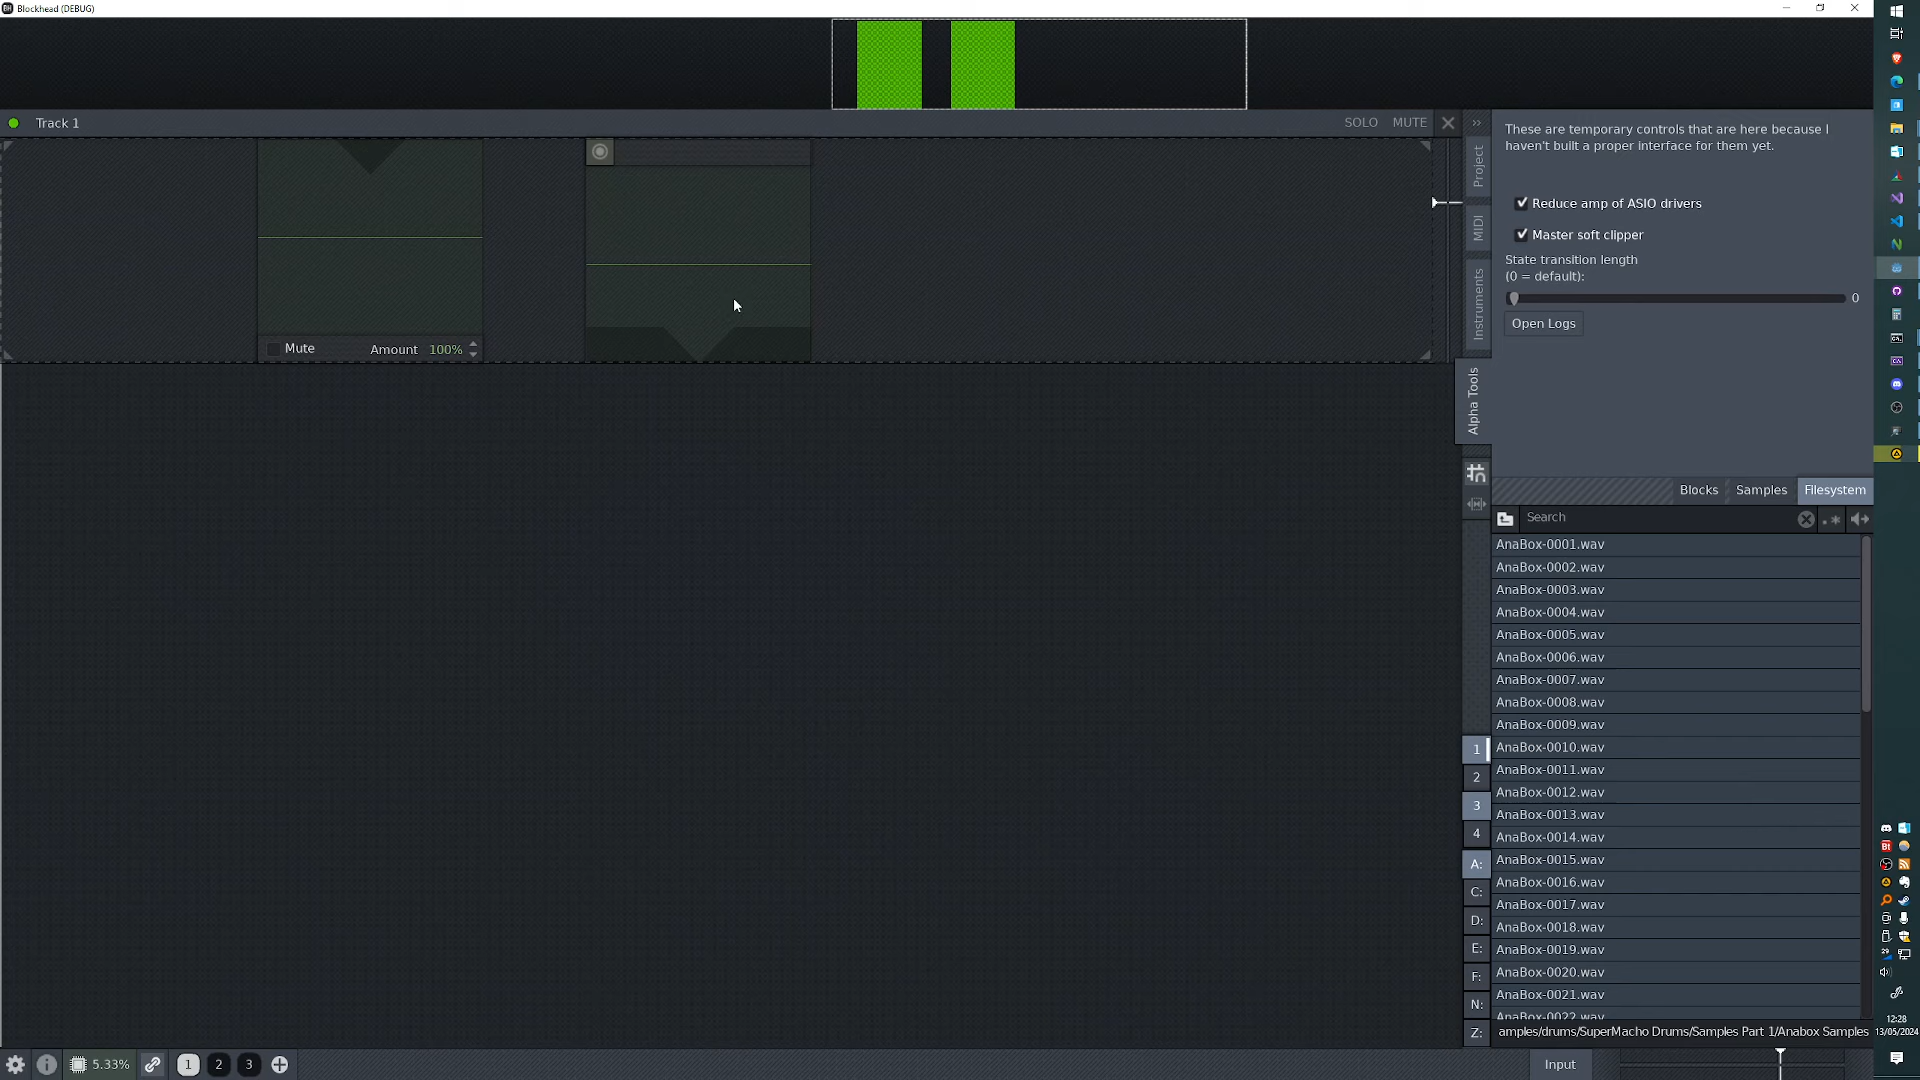 Blockhead (DEBUG)
Track 1
SOLO MUTE
Mute Amount 100%
Project
MIDI
Instruments
Alpha Tools
These are temporary controls that are here because I
haven't built a proper interface for them yet.
Reduce amp of ASIO drivers
Master soft clipper
State transition length
(0 = default):
0
Open Logs
Blocks Samples Filesystem
Search
.*
AnaBox-0001.wav
AnaBox-0002.wav
AnaBox-0003.wav
AnaBox-0004.wav
AnaBox-0005.wav
AnaBox-0006.wav
AnaBox-0007.wav
AnaBox-0008.wav
AnaBox-0009.wav
AnaBox-0010.wav
AnaBox-0011.wav
AnaBox-0012.wav
AnaBox-0013.wav
AnaBox-0014.wav
AnaBox-0015.wav
AnaBox-0016.wav
AnaBox-0017.wav
AnaBox-0018.wav
AnaBox-0019.wav
AnaBox-0020.wav
AnaBox-0021.wav
AnaBox-0022.wav
amples/drums/SuperMacho Drums/Samples Part 1/Anabox Samples
1
2
3
4
A:
C:
D:
E:
F:
N:
Z:
5.33%
1 2 3
Input
Bt
29
12:28
13/05/2024